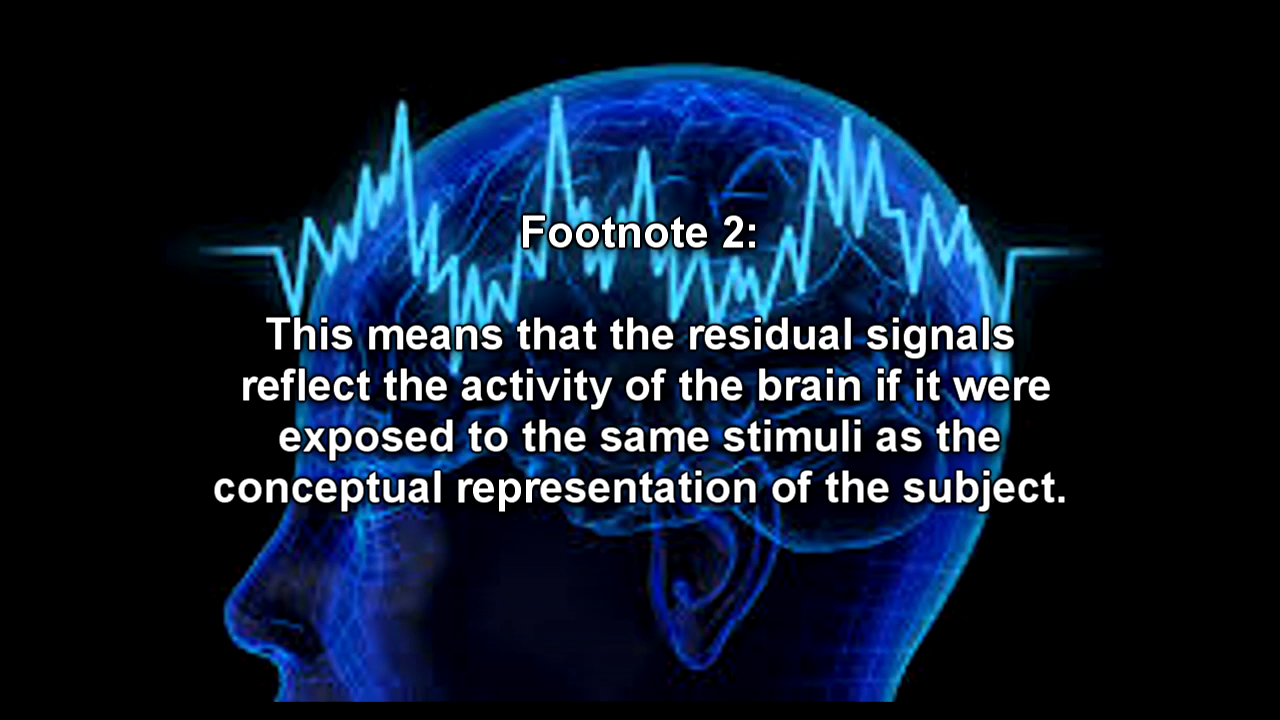 Footnote 2:
This means that the residual signals
reflect the activity of the brain if it were
exposed to the same stimuli as the
conceptual representation of the subject.